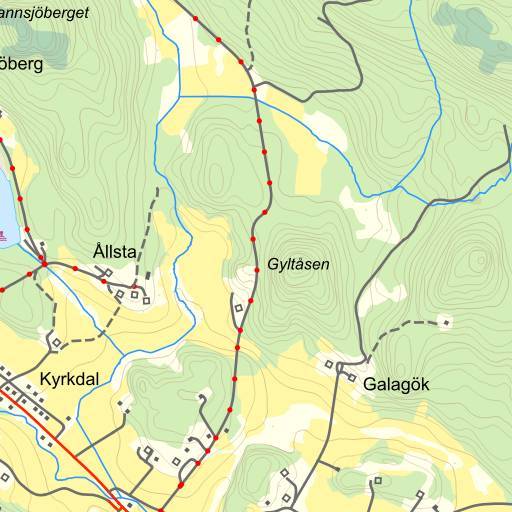 annsjöberget
öberg
Ållsta
Gyltåsen
Kyrkdal
Galagök